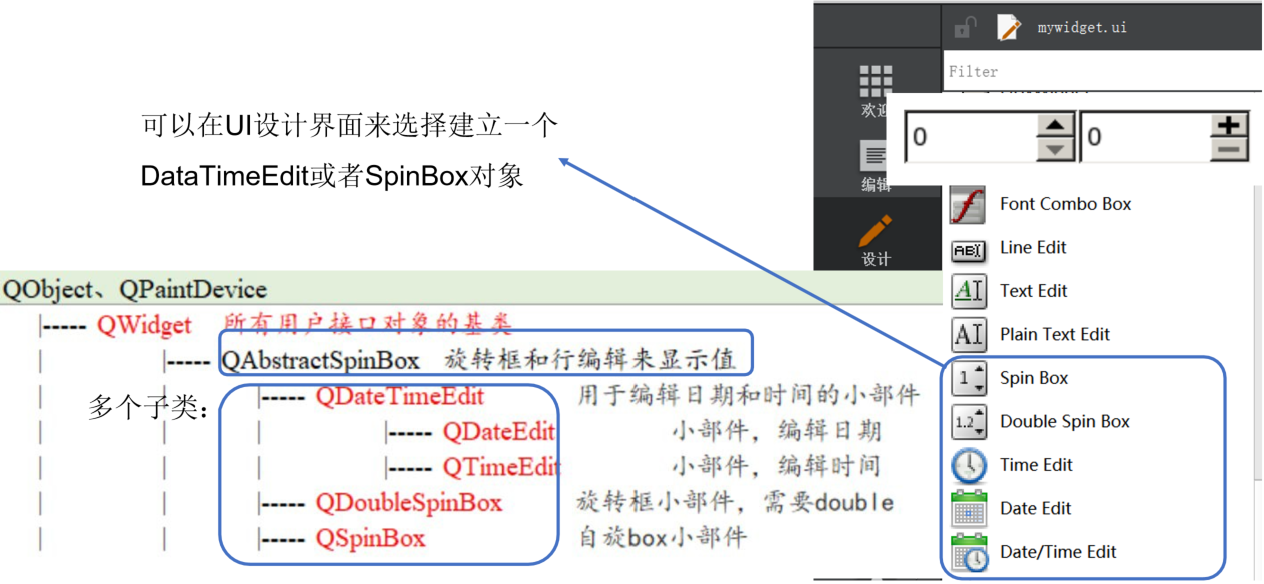 mywidget.ui
Filter
欢迎
0
0
编辑
设计
可以在UI设计界面来选择建立一个
DataTimeEdit或者SpinBox对象
Font Combo Box
Line Edit
Text Edit
Plain Text Edit
Spin Box
Double Spin Box
Time Edit
Date Edit
Date/Time Edit
QObject、QPaintDevice
|----- QWidget 所有用户接口对象的基类
| |----- QAbstractSpinBox 旋转框和行编辑来显示值
多个子类：
| | |----- QDateTimeEdit 用于编辑日期和时间的小部件
| | | |----- QDateEdit 小部件，编辑日期
| | | |----- QTimeEdit 小部件，编辑时间
| | |----- QDoubleSpinBox 旋转框小部件，需要double
| | |----- QSpinBox 自旋box小部件